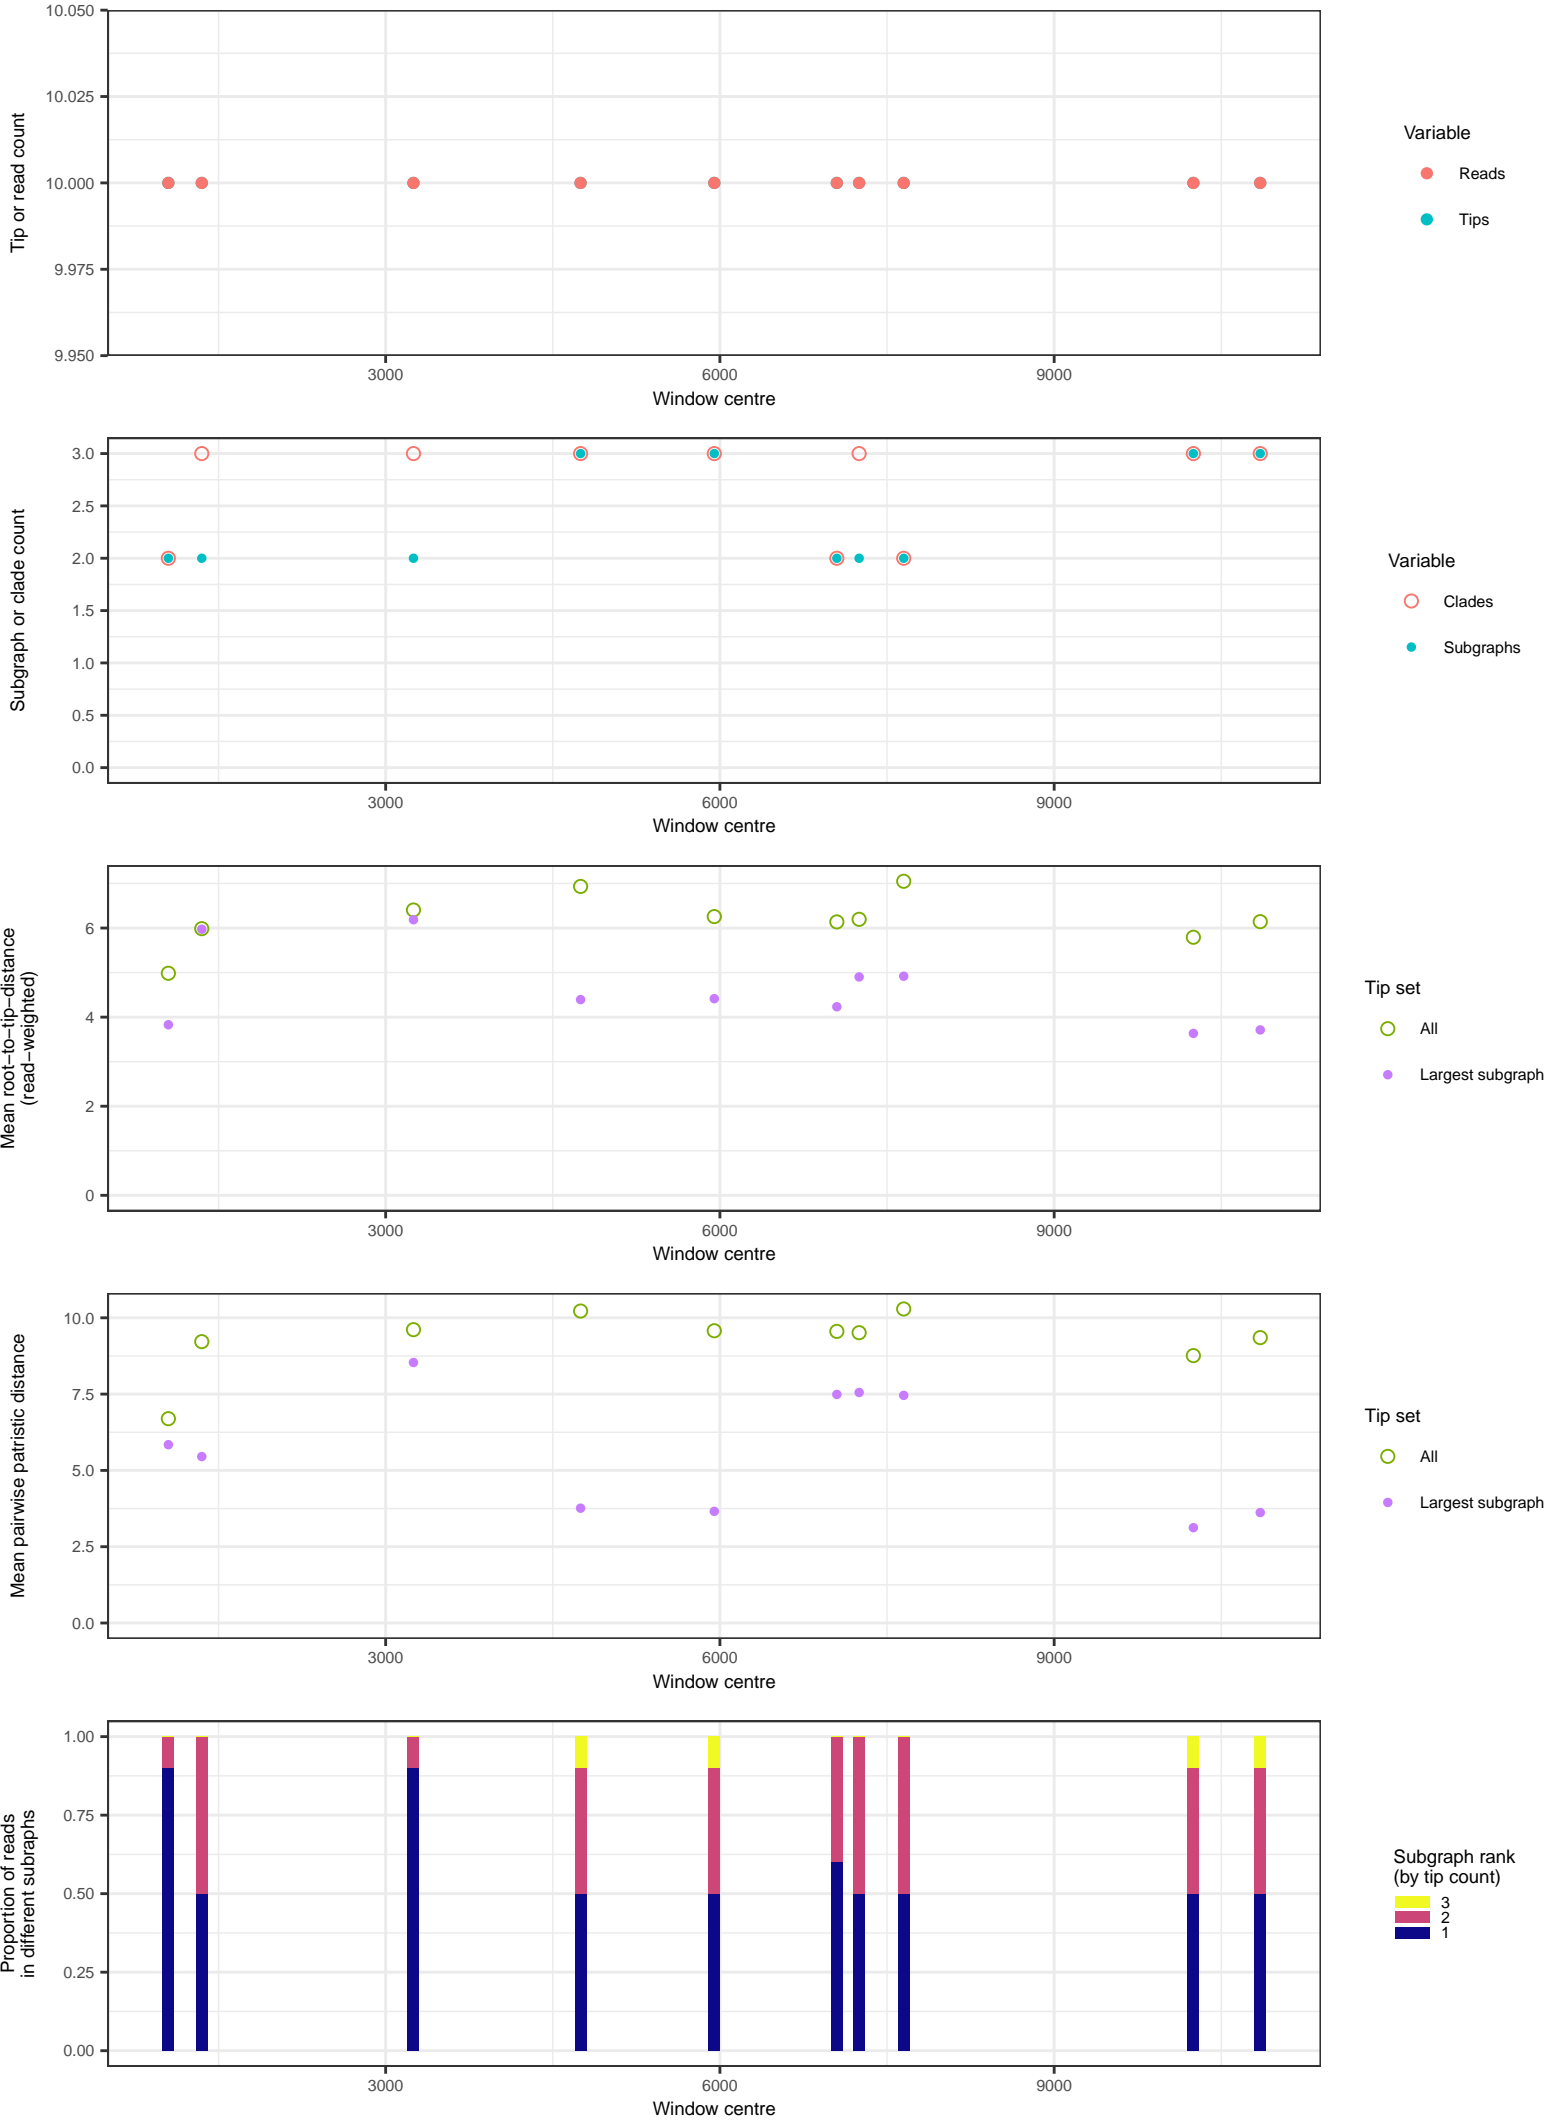 10.050
10.025
10.000
9.975
9.950
Tip or read count
3000 6000 9000
Window centre
Variable
Reads
Tips
3.0
2.5
2.0
1.5
1.0
0.5
0.0
Subgraph or clade count
3000 6000 9000
Window centre
Variable
Clades
Subgraphs
6
4
2
0
Mean root−to−tip−distance
(read−weighted)
3000 6000 9000
Window centre
Tip set
All
Largest subgraph
10.0
7.5
5.0
2.5
0.0
Mean pairwise patristic distance
3000 6000 9000
Window centre
Tip set
All
Largest subgraph
1.00
0.75
0.50
0.25
0.00
Proportion of reads
in different subraphs
3000 6000 9000
Window centre
Subgraph rank
(by tip count)
3
2
1